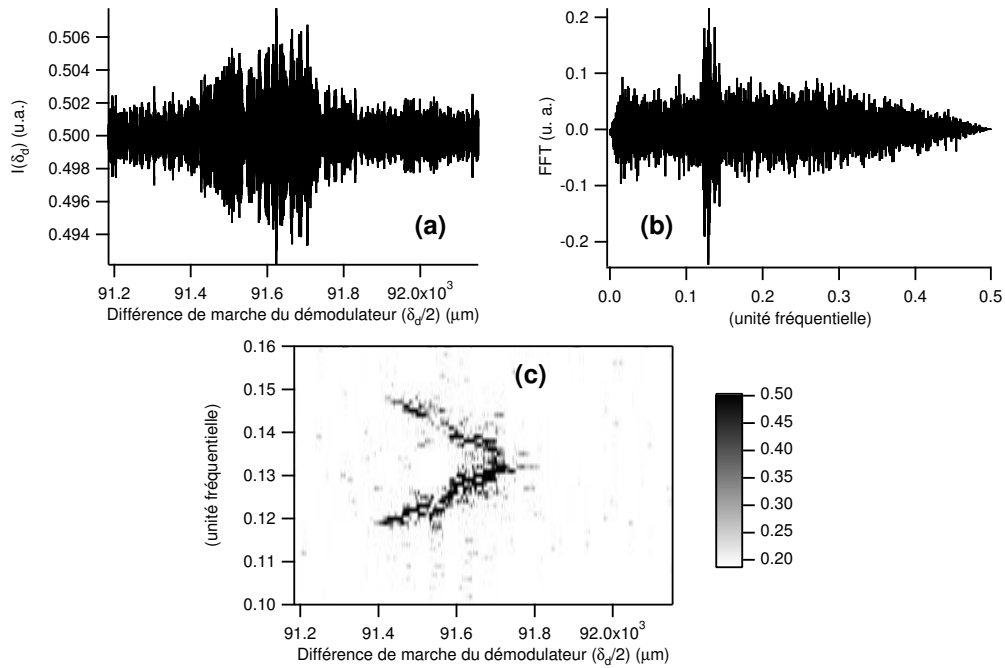 0.506
0.504
0.502
0.500
0.498
0.496
0.494
I(δd) (u.a.)
(a)
91.2 91.4 91.6 91.8 92.0x10³
Différence de marche du démodulateur (δd/2) (µm)
0.2
0.1
0.0
-0.1
-0.2
FFT (u. a.)
(b)
0.0 0.1 0.2 0.3 0.4 0.5
(unité fréquentielle)
0.16
0.15
0.14
0.13
0.12
0.11
0.10
(unité fréquentielle)
(c)
91.2 91.4 91.6 91.8 92.0x10³
Différence de marche du démodulateur (δd/2) (µm)
0.50
0.45
0.40
0.35
0.30
0.25
0.20